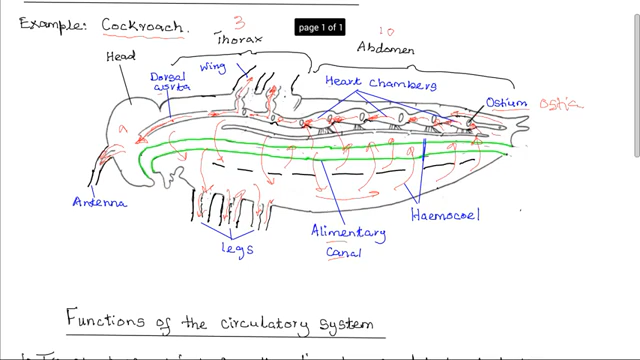 Example: Cockroach.
3
Thorax
page 1 of 1
10
Abdomen
Head
Dorsal
aorta
wing
Heart chambers
Ostium
Ostia
Antenna
Legs
Alimentary
Canal
Haemocoel
Functions of the circulatory system